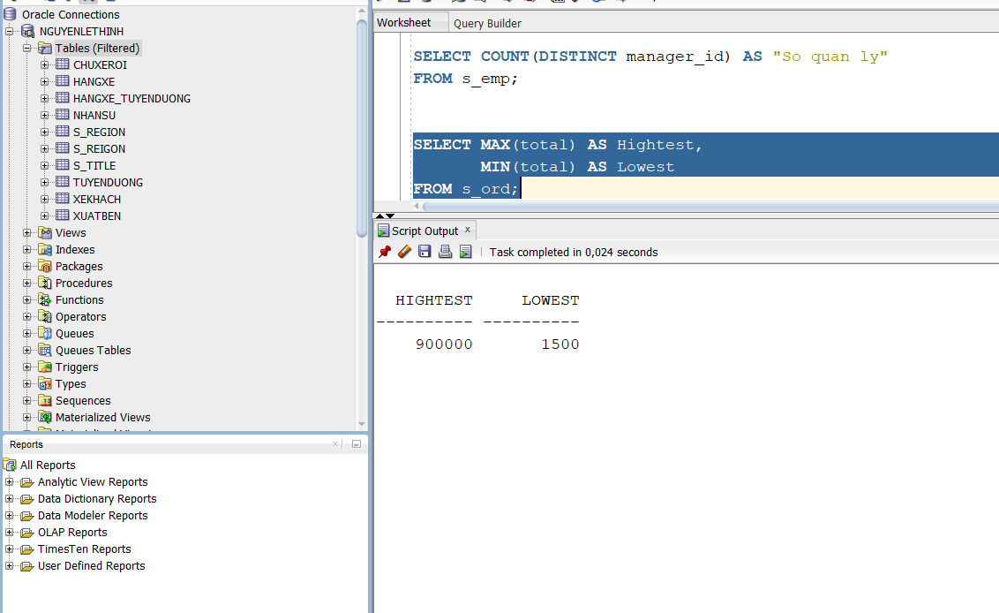 Oracle Connections
NGUYENLETHINH
Tables (Filtered)
CHUXEROI
HANGXE
HANGXE_TUYENDUONG
NHANSU
S_REGION
S_REIGON
S_TITLE
TUYENDUONG
XEKHACH
XUATBEN
Views
Indexes
Packages
Procedures
Functions
Operators
Queues
Queues Tables
Triggers
Types
Sequences
Materialized Views
Reports
All Reports
Analytic View Reports
Data Dictionary Reports
Data Modeler Reports
OLAP Reports
TimesTen Reports
User Defined Reports
Worksheet Query Builder
SELECT COUNT(DISTINCT manager_id) AS "So quan ly"
FROM s_emp;
SELECT MAX(total) AS Hightest,
MIN(total) AS Lowest
FROM s_ord;
Script Output x
Task completed in 0,024 seconds
HIGHTEST LOWEST
---------- ----------
900000 1500